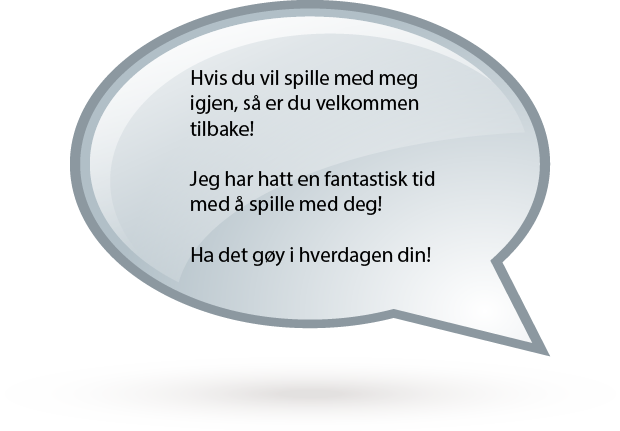 Hvis du vil spille med meg
igjen, så er du velkommen
tilbake!
Jeg har hatt en fantastisk tid
med å spille med deg!
Ha det gøy i hverdagen din!